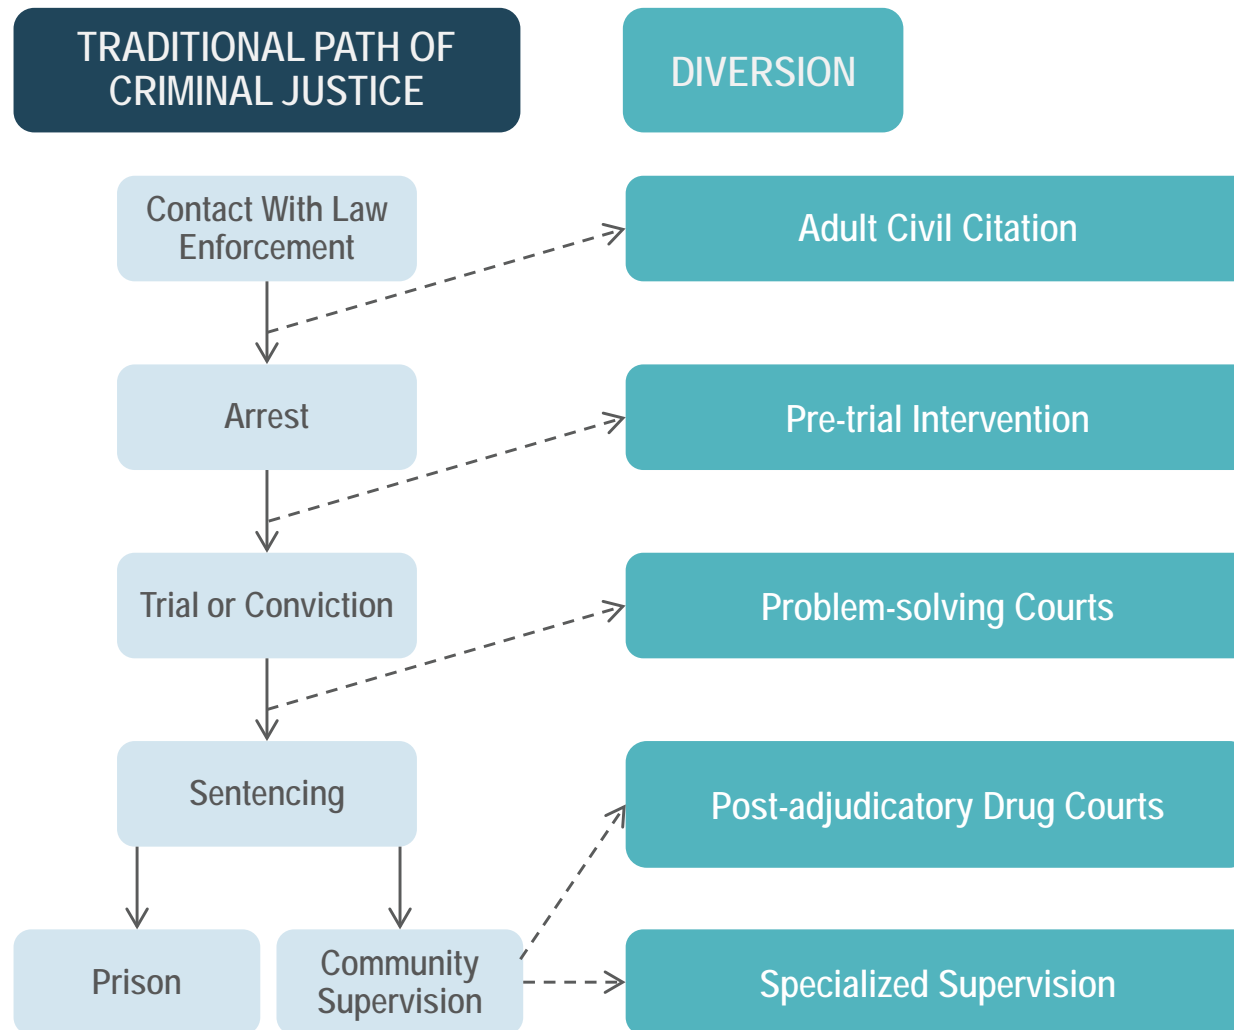 TRADITIONAL PATH OF
CRIMINAL JUSTICE
DIVERSION
Contact With Law
Enforcement
Adult Civil Citation
Arrest
Pre-trial Intervention
Trial or Conviction
Problem-solving Courts
Sentencing
Post-adjudicatory Drug Courts
Prison
Community
Supervision
Specialized Supervision